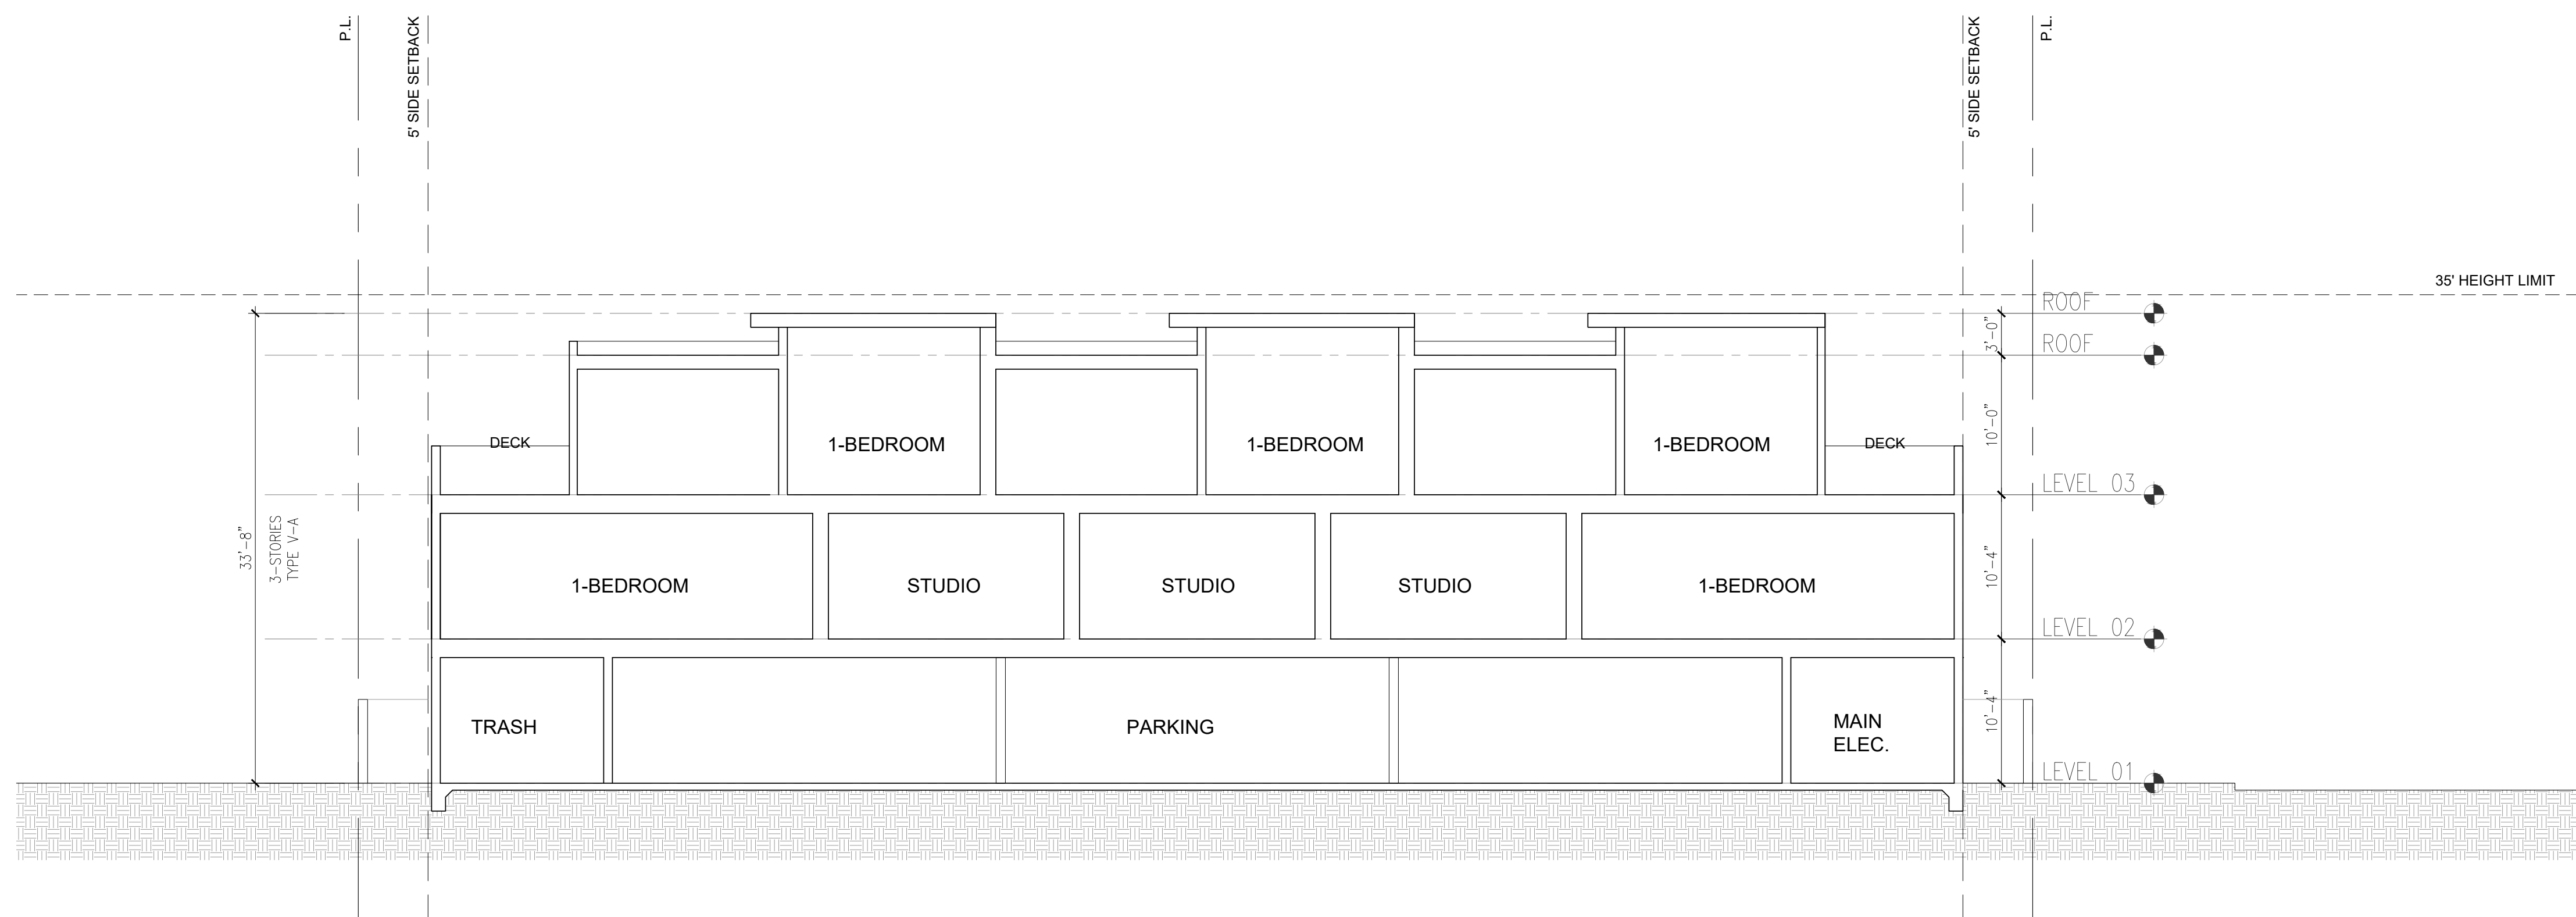 P.L.
5' SIDE SETBACK
5' SIDE SETBACK
P.L.
35' HEIGHT LIMIT
ROOF
3'-0"
ROOF
10'-0"
DECK
1-BEDROOM
1-BEDROOM
1-BEDROOM
DECK
LEVEL 03
33'-8"
3-STORIES
TYPE V-A
1-BEDROOM
STUDIO
STUDIO
STUDIO
1-BEDROOM
10'-4"
LEVEL 02
TRASH
PARKING
MAIN
ELEC.
10'-4"
LEVEL 01